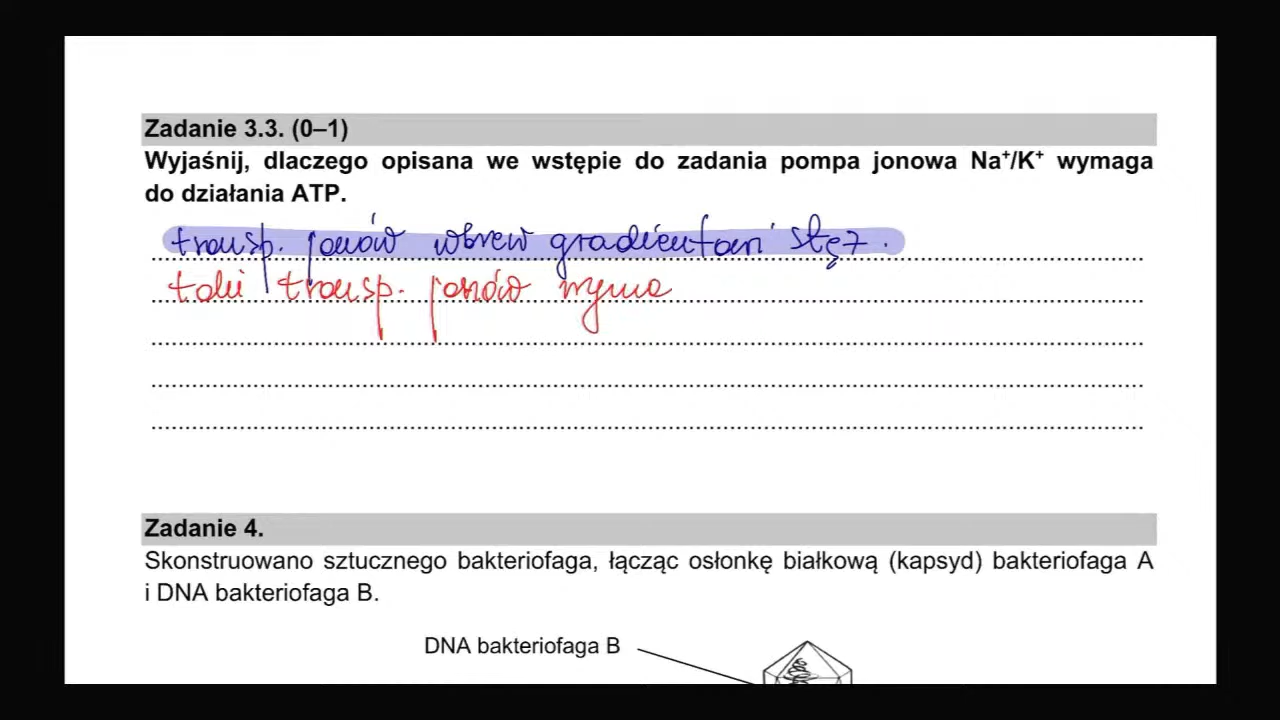 Zadanie 3.3. (0–1)
Wyjaśnij, dlaczego opisana we wstępie do zadania pompa jonowa Na⁺/K⁺ wymaga
do działania ATP.
transp. jonów wbrew gradientowi stęż.
taki transp. jonów wyma
Zadanie 4.
Skonstruowano sztucznego bakteriofaga, łącząc osłonkę białkową (kapsyd) bakteriofaga A
i DNA bakteriofaga B.
DNA bakteriofaga B